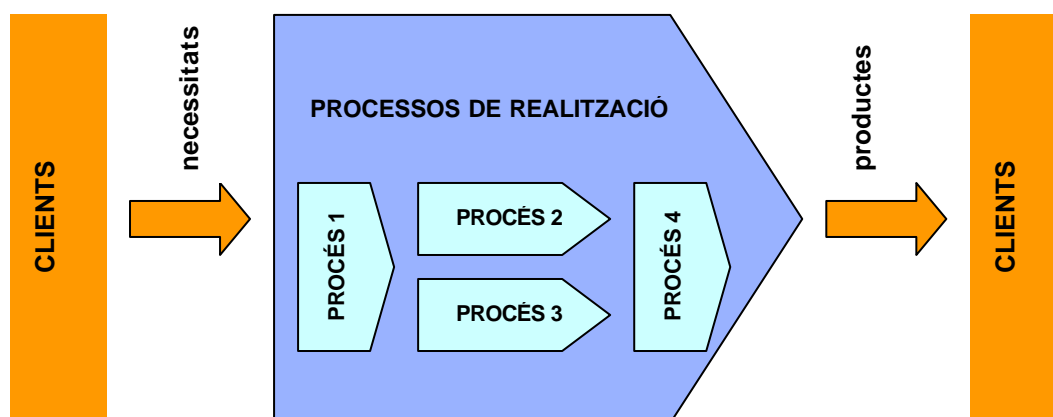 CLIENTS
necessitats
PROCESSOS DE REALITZACIÓ
PROCÉS 1
PROCÉS 2
PROCÉS 3
PROCÉS 4
productes
CLIENTS